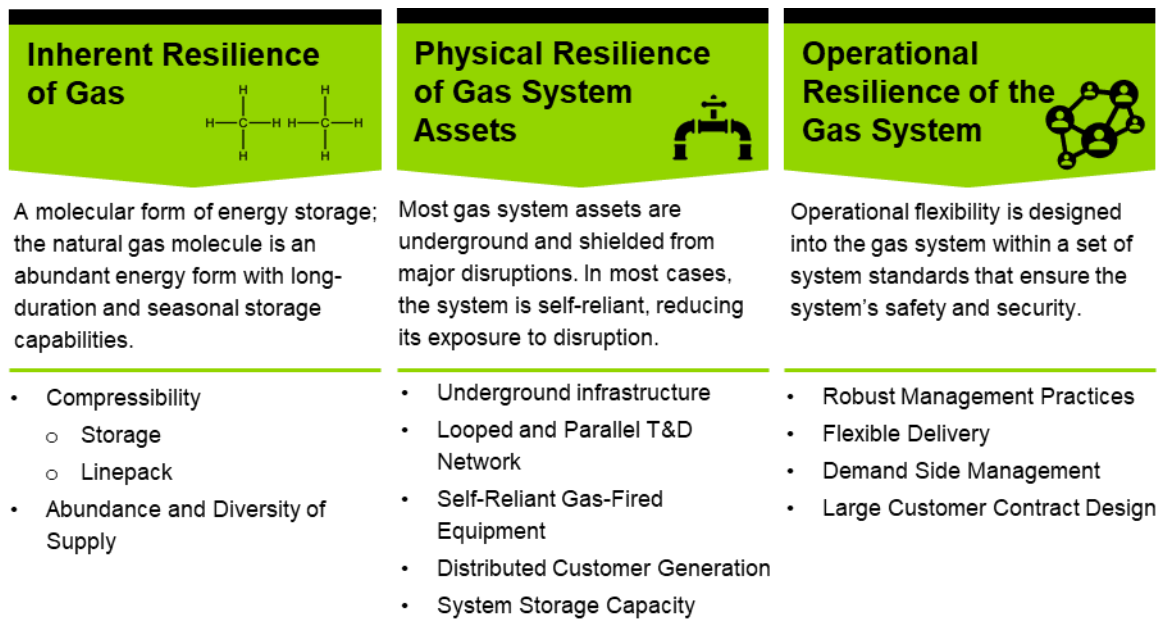 Inherent Resilience
of Gas
H H
H—C—H H—C—H
H H
A molecular form of energy storage;
the natural gas molecule is an
abundant energy form with long-
duration and seasonal storage
capabilities.
• Compressibility
o Storage
o Linepack
• Abundance and Diversity of
Supply
Physical Resilience
of Gas System
Assets
Most gas system assets are
underground and shielded from
major disruptions. In most cases,
the system is self-reliant, reducing
its exposure to disruption.
• Underground infrastructure
• Looped and Parallel T&D
Network
• Self-Reliant Gas-Fired
Equipment
• Distributed Customer Generation
• System Storage Capacity
Operational
Resilience of the
Gas System
Operational flexibility is designed
into the gas system within a set of
system standards that ensure the
system’s safety and security.
• Robust Management Practices
• Flexible Delivery
• Demand Side Management
• Large Customer Contract Design